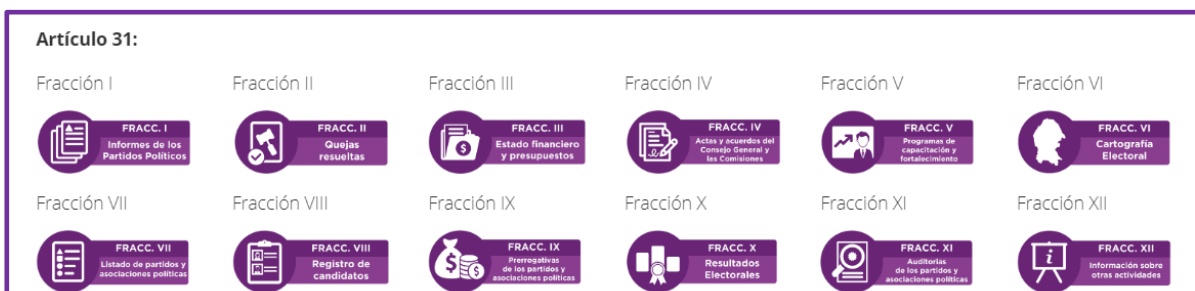 Artículo 31:
Fracción I
Fracción II
Fracción III
Fracción IV
Fracción V
Fracción VI
FRACC. I
Informes de los
Partidos Políticos
FRACC. II
Quejas
resueltas
FRACC. III
Estado financiero
y presupuestos
FRACC. IV
Actas y acuerdos del
Consejo General y
las Comisiones
FRACC. V
Programas de
capacitación y
fortalecimiento
FRACC. VI
Cartografía
Electoral
Fracción VII
Fracción VIII
Fracción IX
Fracción X
Fracción XI
Fracción XII
FRACC. VII
Listado de partidos y
asociaciones políticas
FRACC. VIII
Registro de
candidatos
FRACC. IX
Prerrogativas
de los partidos y
asociaciones políticas
FRACC. X
Resultados
Electorales
FRACC. XI
Auditorias
de los partidos y
asociaciones políticas
FRACC. XII
Información sobre
otras actividades